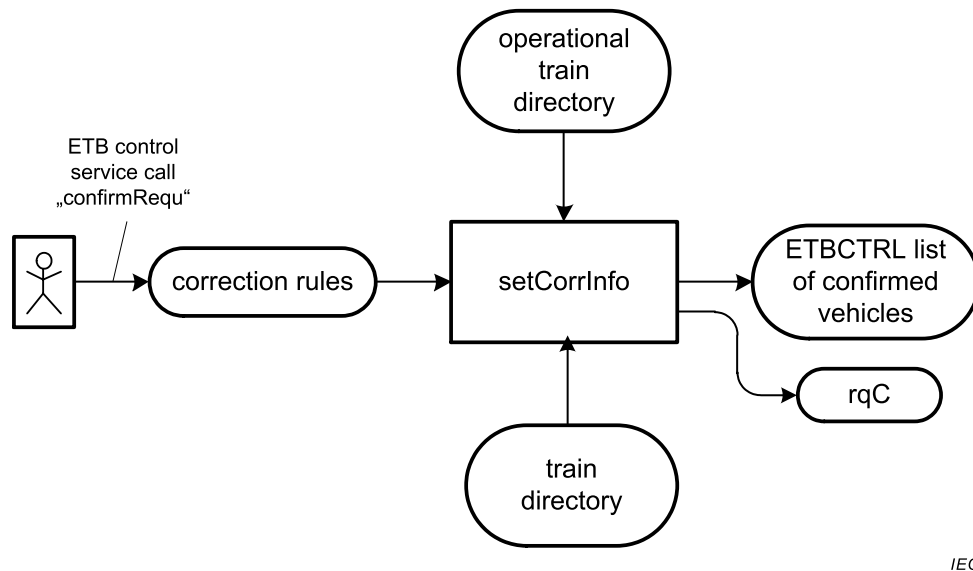 operational
train
directory
ETB control
service call
„confirmRequ“
correction rules
setCorrInfo
ETBCTRL list
of confirmed
vehicles
rqC
train
directory
IEC